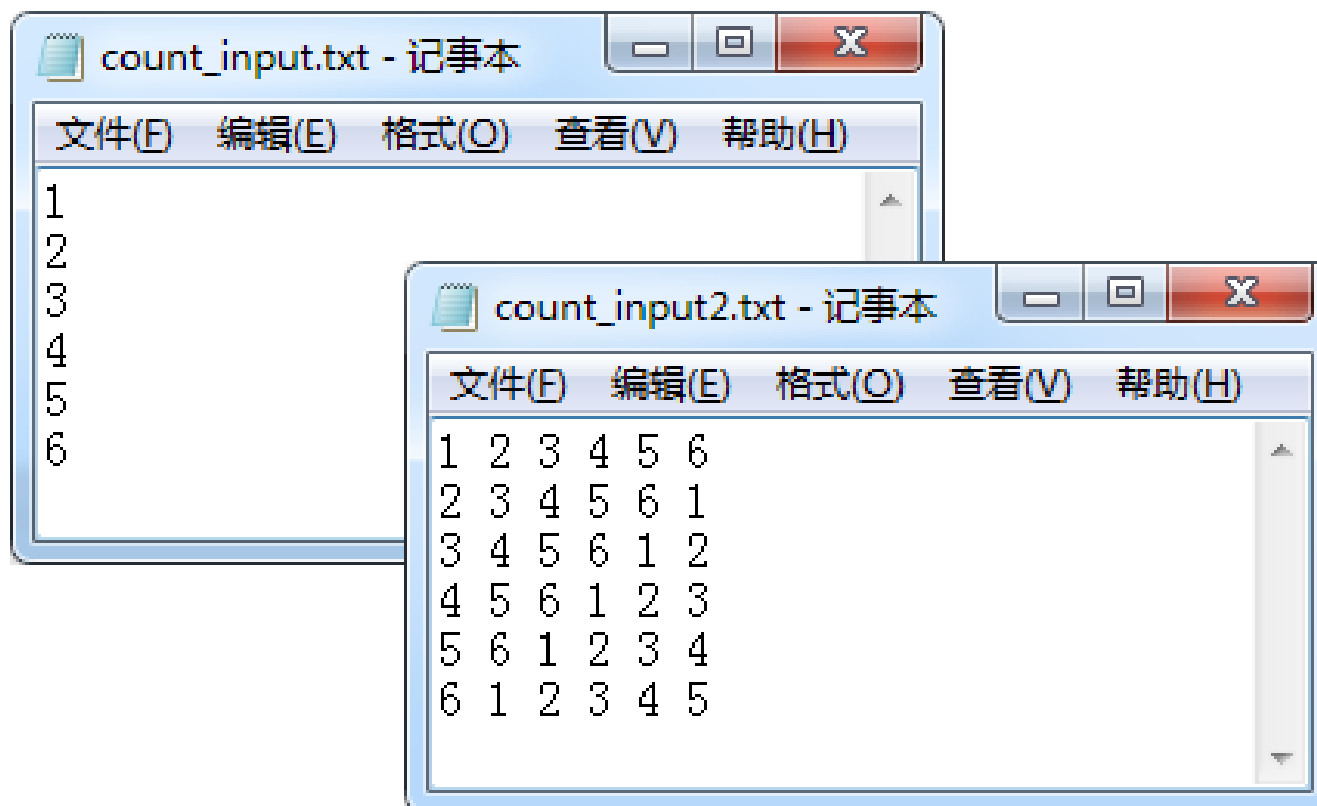 count_input.txt - 记事本
文件(F) 编辑(E) 格式(O) 查看(V) 帮助(H)
1
2
3
4
5
6
count_input2.txt - 记事本
文件(F) 编辑(E) 格式(O) 查看(V) 帮助(H)
1 2 3 4 5 6
2 3 4 5 6 1
3 4 5 6 1 2
4 5 6 1 2 3
5 6 1 2 3 4
6 1 2 3 4 5